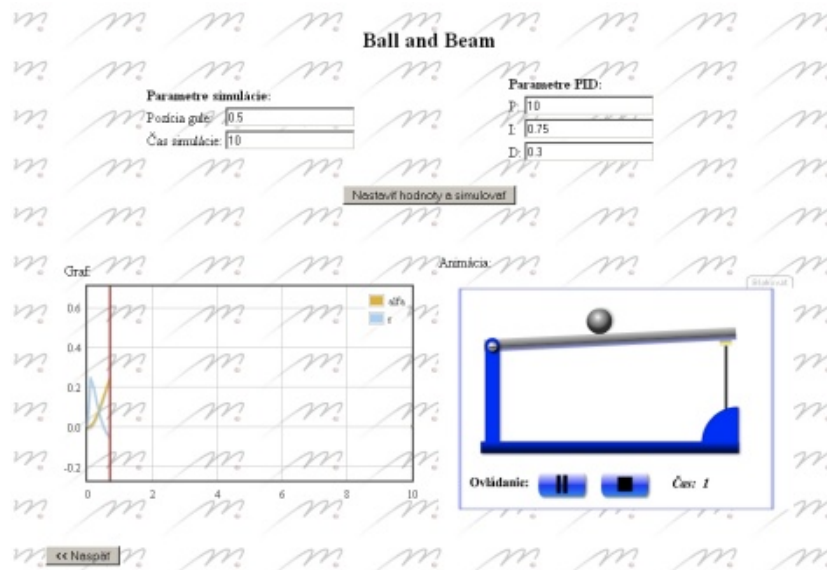 Ball and Beam
Parametre simulácie:
Pozícia gule: 0.5
Čas simulácie: 10
Parametre PID:
P: 10
I: 0.75
D: 0.3
Nastaviť hodnoty a simulovať
Graf:
0.6
0.4
0.2
0.0
-0.2
0 2 4 6 8 10
alfa
r
Animácia:
Ovládanie:
Čas: 1
<< Naspäť